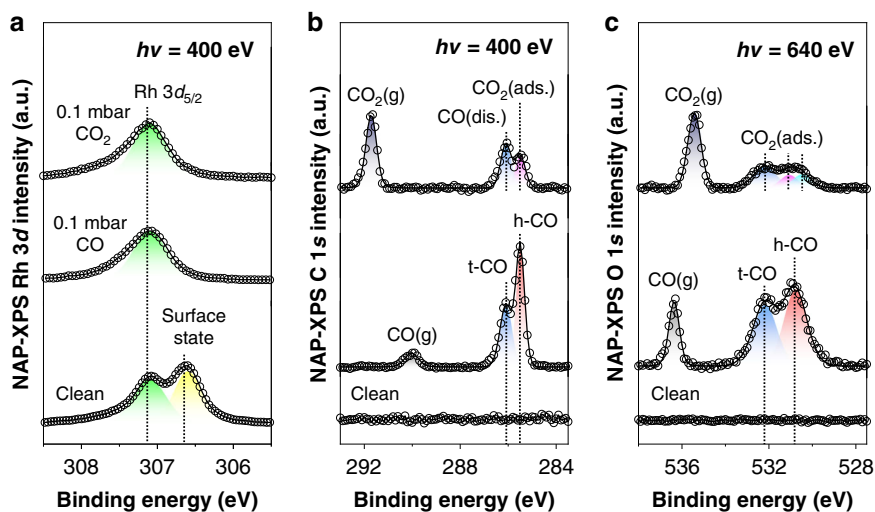 a
hv = 400 eV
NAP-XPS Rh 3d intensity (a.u.)
Rh 3d5/2
0.1 mbar
CO2
0.1 mbar
CO
Surface
state
Clean
308
307
306
Binding energy (eV)
b
hv = 400 eV
NAP-XPS C 1s intensity (a.u.)
CO2(g)
CO2(ads.)
CO(dis.)
h-CO
t-CO
CO(g)
Clean
292
288
284
Binding energy (eV)
c
hv = 640 eV
NAP-XPS O 1s intensity (a.u.)
CO2(g)
CO2(ads.)
h-CO
CO(g)
t-CO
Clean
536
532
528
Binding energy (eV)